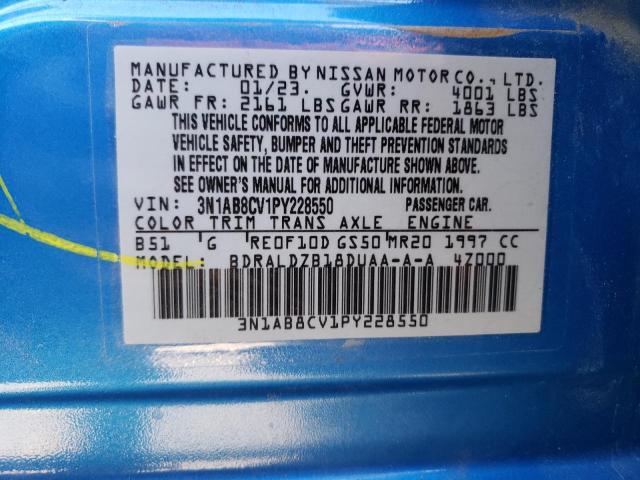 MANUFACTURED BY NISSAN MOTOR CO., LTD.
DATE: 01/23. GVWR: 4001 LBS
GAWR FR: 2161 LBS GAWR RR: 1863 LBS
THIS VEHICLE CONFORMS TO ALL APPLICABLE FEDERAL MOTOR
VEHICLE SAFETY, BUMPER AND THEFT PREVENTION STANDARDS
IN EFFECT ON THE DATE OF MANUFACTURE SHOWN ABOVE.
SEE OWNER'S MANUAL FOR ADDITIONAL INFORMATION.
VIN: 3N1AB8CV1PY228550 PASSENGER CAR.
COLOR TRIM TRANS AXLE ENGINE
B51 G RE0F10D GS50 MR20 1997 CC
MODEL: BDRALDZB18DUAA-A-A 4Z000
3N1AB8CV1PY228550